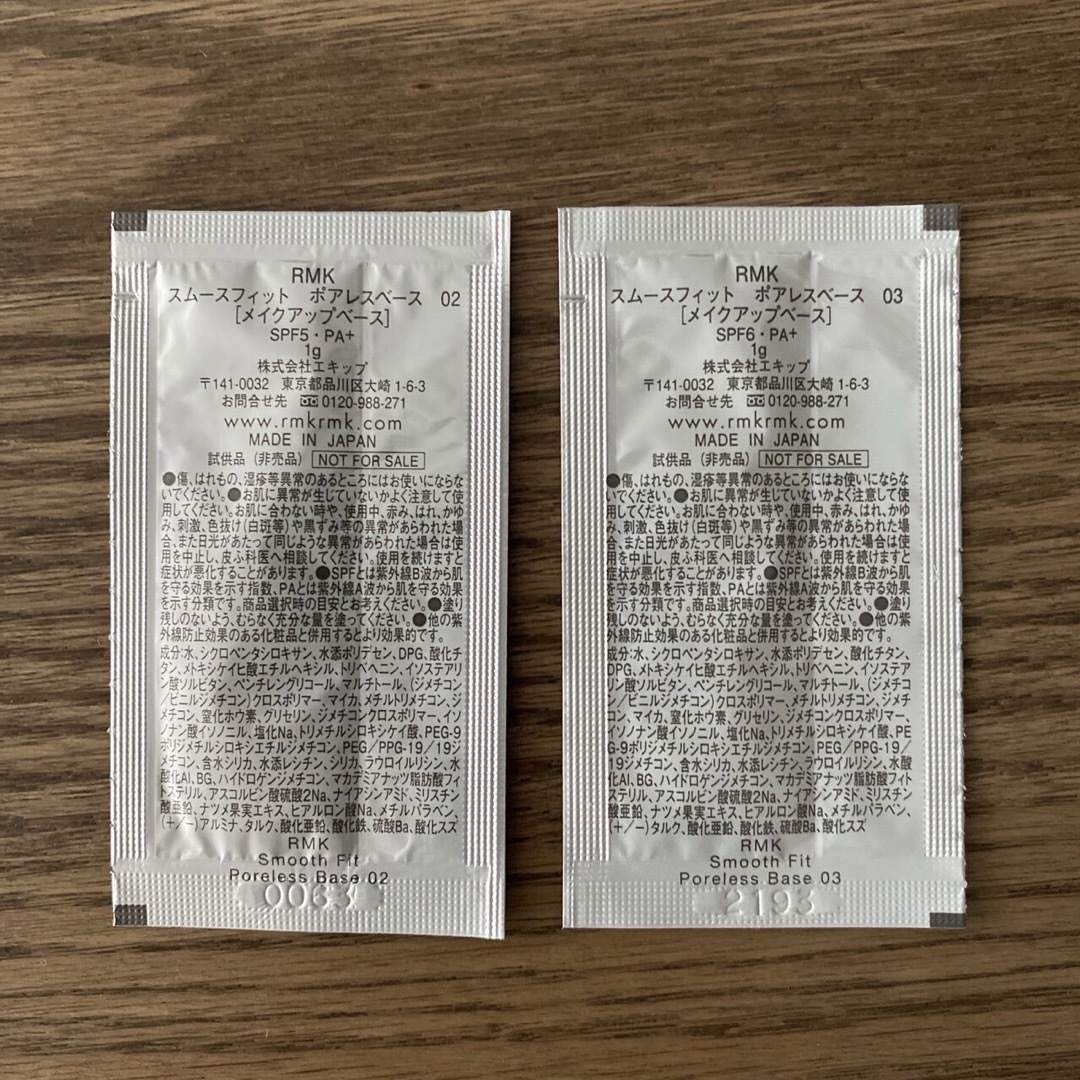 RMK
スムースフィット　ポアレスベース　02
[メイクアップベース]
SPF5・PA+
1g
株式会社エキップ
〒141-0032　東京都品川区大崎 1-6-3
お問合せ先 0120-988-271
www.rmkrmk.com
MADE IN JAPAN
試供品（非売品） NOT FOR SALE
●傷、はれもの、湿疹等異常のあるところにはお使いにならな
いでください。●お肌に異常が生じていないかよく注意して使
用してください。お肌に合わない時や、使用中、赤み、はれ、かゆ
み、刺激、色抜け(白斑等)や黒ずみ等の異常があらわれた場
合、また日光があたって同じような異常があらわれた場合は使
用を中止し、皮ふ科医へ相談してください。使用を続けますと
症状が悪化することがあります。●SPFとは紫外線B波から肌
を守る効果を示す指数、PAとは紫外線A波から肌を守る効果
を示す分類です。商品選択時の目安とお考えください。●塗り
残しのないよう、むらなく充分な量を塗ってください。●他の紫
外線防止効果のある化粧品と併用するとより効果的です。
成分:水、シクロペンタシロキサン、水添ポリデセン、DPG、酸化チ
タン、メトキシケイヒ酸エチルヘキシル、トリベヘニン、イソステアリ
ン酸ソルビタン、ペンチレングリコール、マルチトール、(ジメチコン
/ビニルジメチコン)クロスポリマー、マイカ、メチルトリメチコン、ジ
メチコン、窒化ホウ素、グリセリン、ジメチコンクロスポリマー、イソ
ノナン酸イソノニル、塩化Na、トリメチルシロキシケイ酸、PEG-9
ポリジメチルシロキシエチルジメチコン、PEG/PPG-19/19ジ
メチコン、含水シリカ、水添レシチン、シリカ、ラウロイルリシン、水
酸化Al、BG、ハイドロゲンジメチコン、マカデミアナッツ脂肪酸フィ
トステリル、アスコルビン酸硫酸2Na、ナイアシンアミド、ミリスチン
酸亜鉛、ナツメ果実エキス、ヒアルロン酸Na、メチルパラベン、
(+/−)アルミナ、タルク、酸化亜鉛、酸化鉄、硫酸Ba、酸化スズ
RMK
Smooth Fit
Poreless Base 02
0063
RMK
スムースフィット　ポアレスベース　03
[メイクアップベース]
SPF6・PA+
1g
株式会社エキップ
〒141-0032　東京都品川区大崎 1-6-3
お問合せ先 0120-988-271
www.rmkrmk.com
MADE IN JAPAN
試供品（非売品） NOT FOR SALE
●傷、はれもの、湿疹等異常のあるところにはお使いにならな
いでください。●お肌に異常が生じていないかよく注意して使
用してください。お肌に合わない時や、使用中、赤み、はれ、かゆ
み、刺激、色抜け(白斑等)や黒ずみ等の異常があらわれた場
合、また日光があたって同じような異常があらわれた場合は使
用を中止し、皮ふ科医へ相談してください。使用を続けますと
症状が悪化することがあります。●SPFとは紫外線B波から肌
を守る効果を示す指数、PAとは紫外線A波から肌を守る効果
を示す分類です。商品選択時の目安とお考えください。●塗り
残しのないよう、むらなく充分な量を塗ってください。●他の紫
外線防止効果のある化粧品と併用するとより効果的です。
成分:水、シクロペンタシロキサン、水添ポリデセン、酸化チタン、
DPG、メトキシケイヒ酸エチルヘキシル、トリベヘニン、イソステア
リン酸ソルビタン、ペンチレングリコール、マルチトール、(ジメチコ
ン/ビニルジメチコン)クロスポリマー、メチルトリメチコン、ジメチ
コン、マイカ、窒化ホウ素、グリセリン、ジメチコンクロスポリマー、
イソノナン酸イソノニル、塩化Na、トリメチルシロキシケイ酸、PE
G-9ポリジメチルシロキシエチルジメチコン、PEG/PPG-19/
19ジメチコン、含水シリカ、水添レシチン、ラウロイルリシン、水酸
化Al、BG、ハイドロゲンジメチコン、マカデミアナッツ脂肪酸フィト
ステリル、アスコルビン酸硫酸2Na、ナイアシンアミド、ミリスチン
酸亜鉛、ナツメ果実エキス、ヒアルロン酸Na、メチルパラベン、
(+/−)タルク、酸化亜鉛、酸化鉄、硫酸Ba、酸化スズ
RMK
Smooth Fit
Poreless Base 03
2193